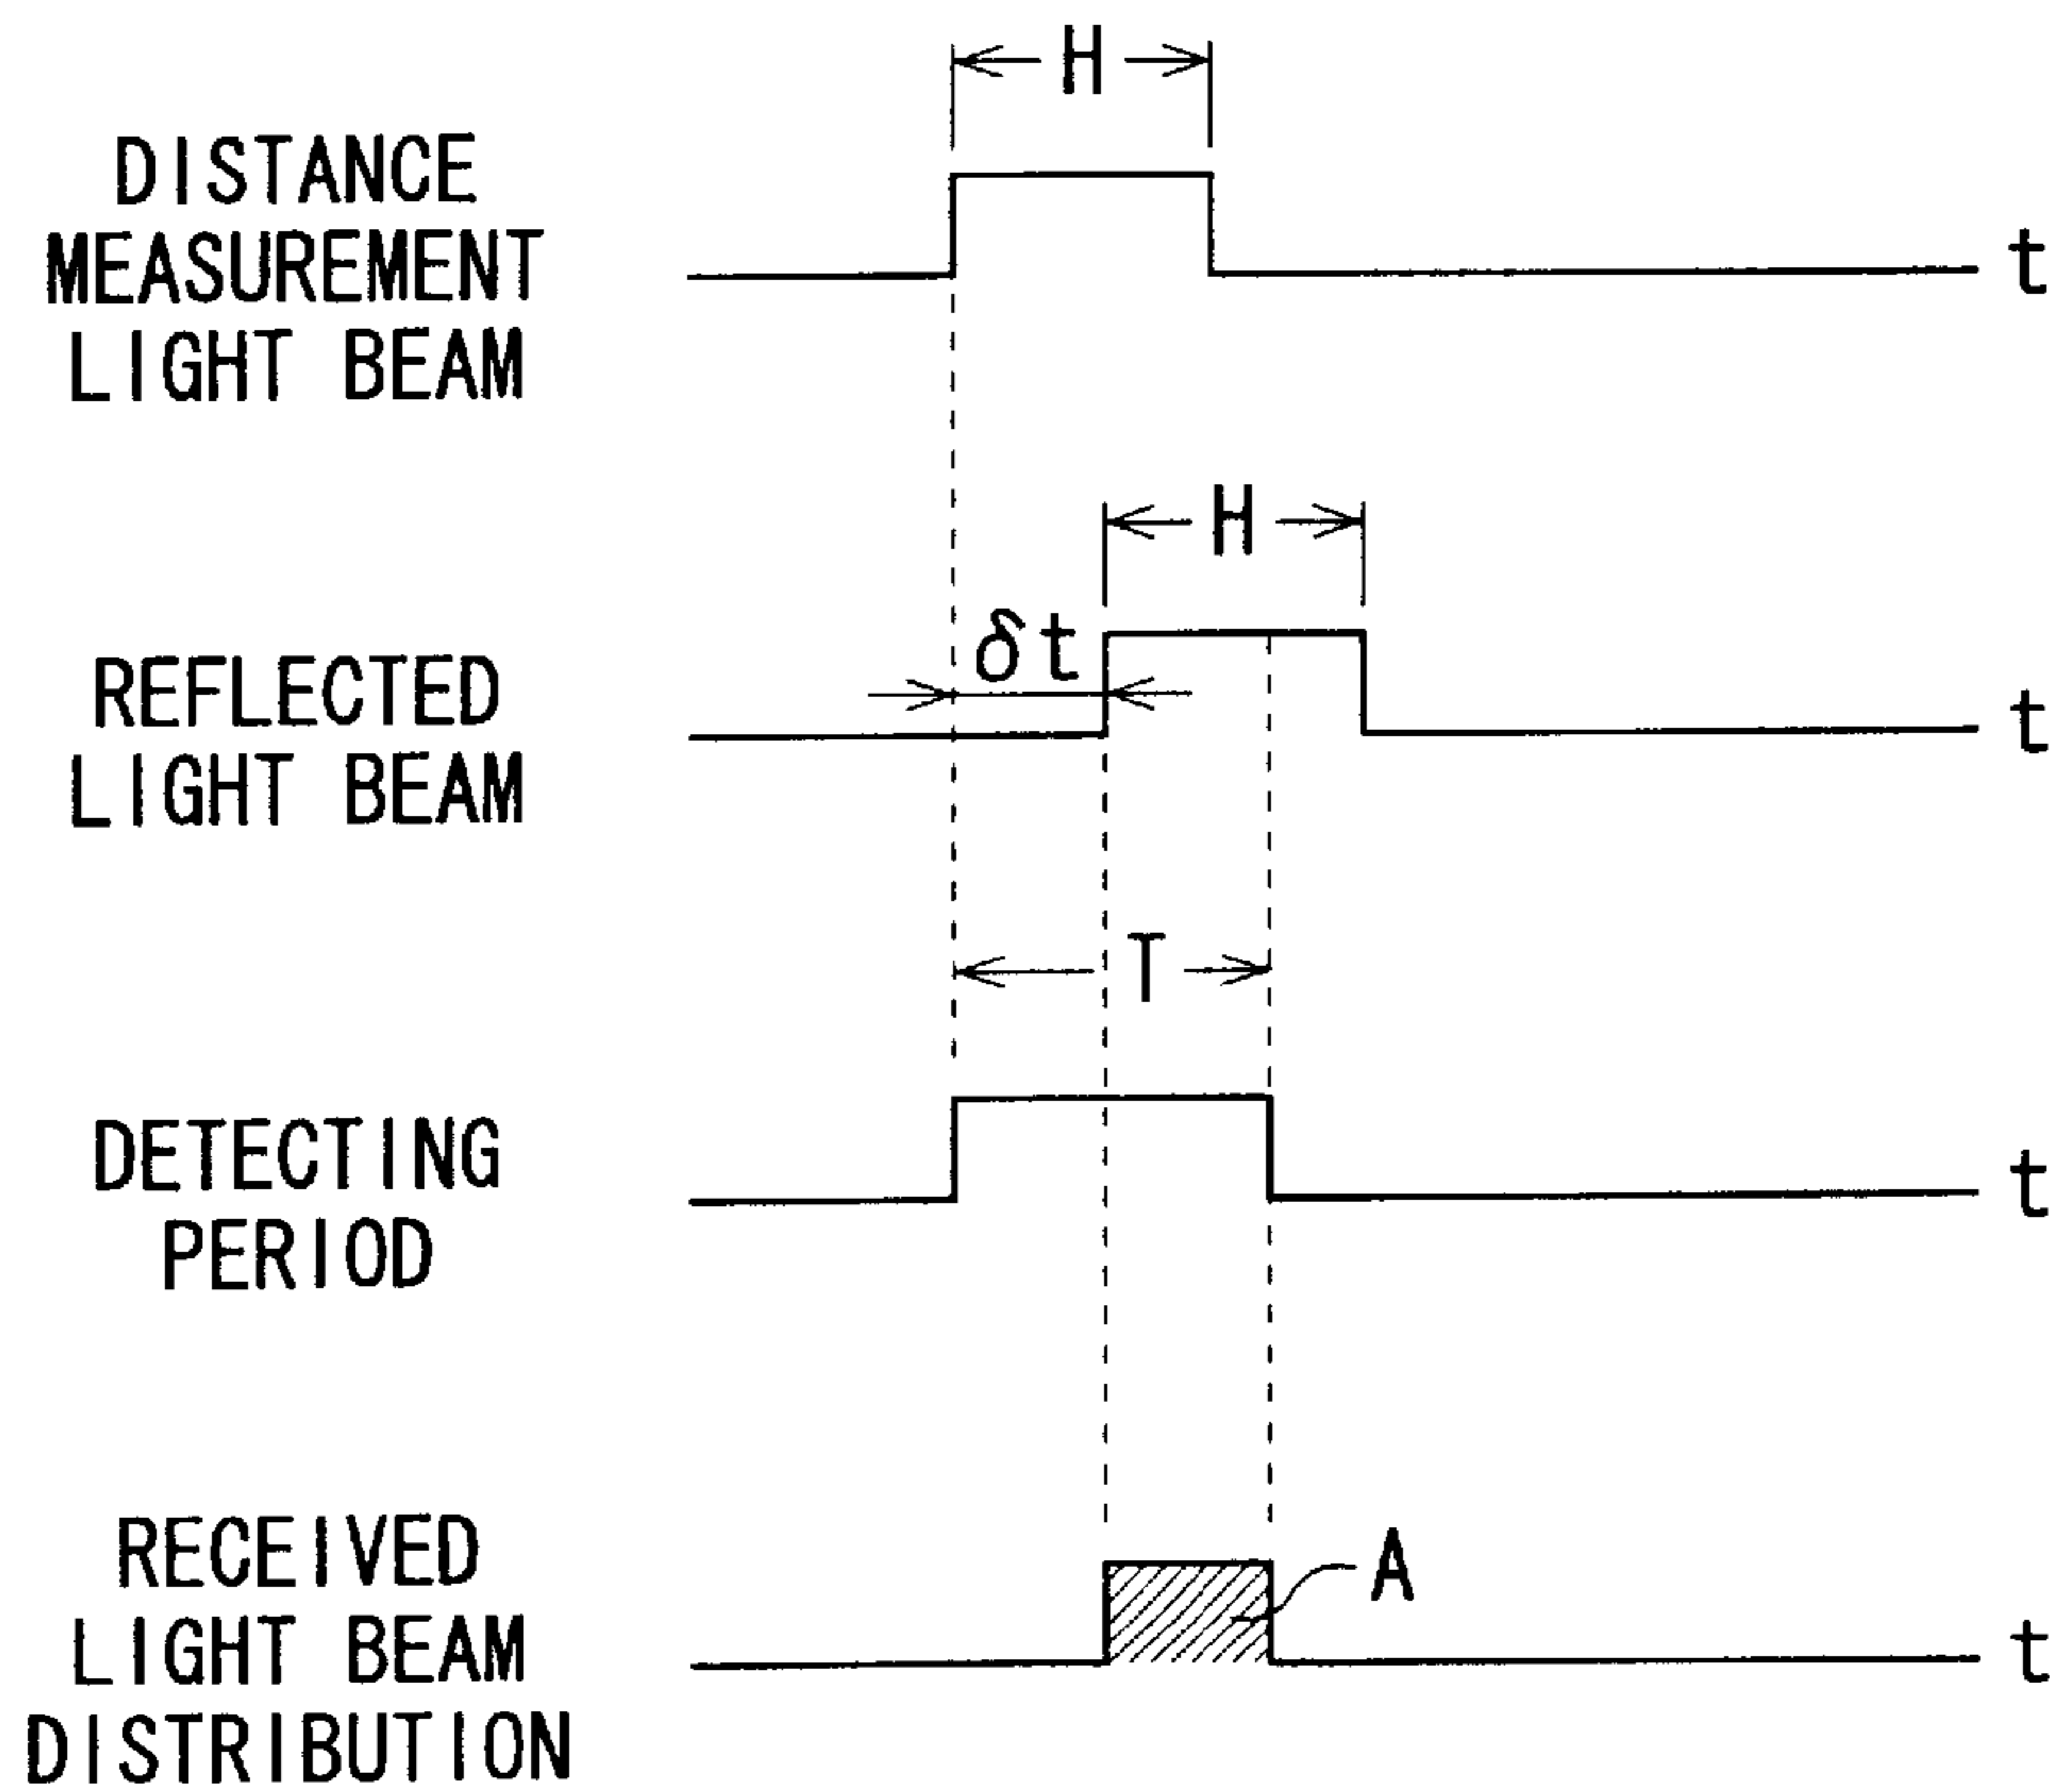 H
DISTANCE
MEASUREMENT
LIGHT BEAM
t
H
δt
REFLECTED
LIGHT BEAM
t
T
DETECTING
PERIOD
t
RECEIVED
LIGHT BEAM
DISTRIBUTION
A
t